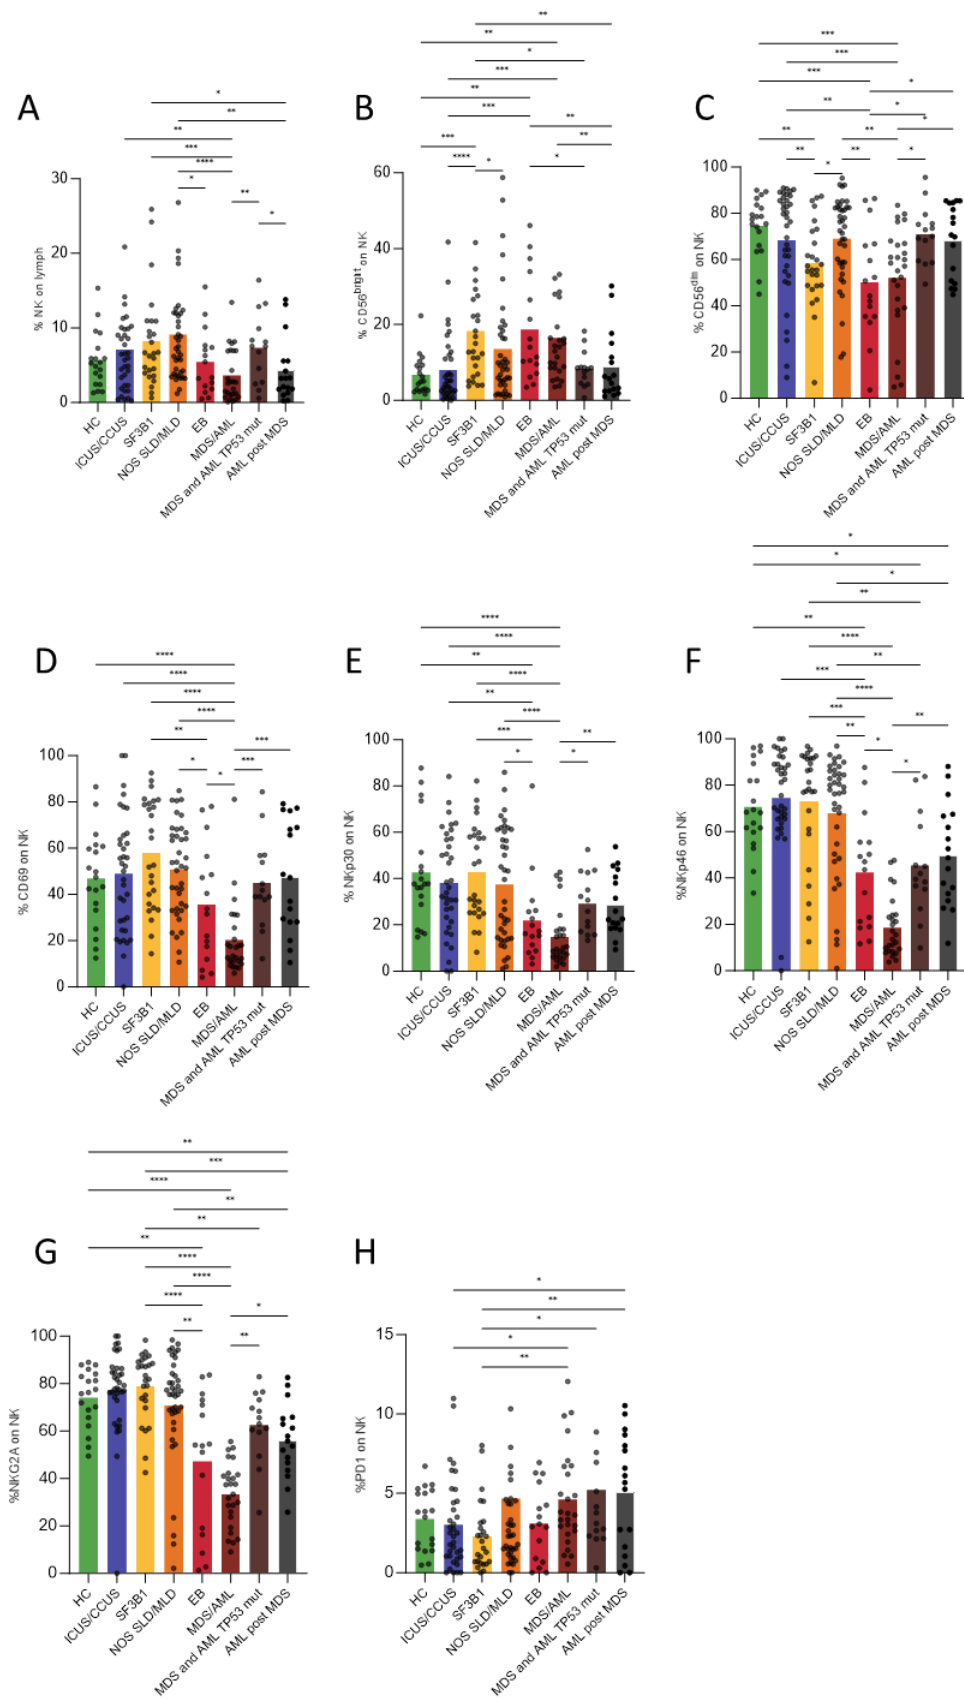 A
% NK on lymph
30
20
10
0
* 
**
**
***
****
*
**
*
HC
ICUS/CCUS
SF3B1
NOS SLD/MLD
EB
MDS/AML
MDS and AML TP53 mut
AML post MDS
B
% CD56bright on NK
60
40
20
0
**
**
*
***
**
***
**
***
**
****
*
*
HC
ICUS/CCUS
SF3B1
NOS SLD/MLD
EB
MDS/AML
MDS and AML TP53 mut
AML post MDS
C
% CD56dim on NK
100
80
60
40
20
0
***
***
***
*
**
*
*
**
**
**
**
*
*
HC
ICUS/CCUS
SF3B1
NOS SLD/MLD
EB
MDS/AML
MDS and AML TP53 mut
AML post MDS
D
% CD69 on NK
100
80
60
40
20
0
****
****
****
****
**
***
*
***
*
HC
ICUS/CCUS
SF3B1
NOS SLD/MLD
EB
MDS/AML
MDS and AML TP53 mut
AML post MDS
E
% NKp30 on NK
100
80
60
40
20
0
****
****
**
****
**
****
***
**
*
*
HC
ICUS/CCUS
SF3B1
NOS SLD/MLD
EB
MDS/AML
MDS and AML TP53 mut
AML post MDS
F
%NKp46 on NK
100
80
60
40
20
0
*
*
*
**
**
****
**
***
****
***
**
**
*
*
HC
ICUS/CCUS
SF3B1
NOS SLD/MLD
EB
MDS/AML
MDS and AML TP53 mut
AML post MDS
G
%NKG2A on NK
100
80
60
40
20
0
**
***
****
**
**
**
****
****
****
*
**
**
HC
ICUS/CCUS
SF3B1
NOS SLD/MLD
EB
MDS/AML
MDS and AML TP53 mut
AML post MDS
H
%PD1 on NK
15
10
5
0
*
**
*
*
**
HC
ICUS/CCUS
SF3B1
NOS SLD/MLD
EB
MDS/AML
MDS and AML TP53 mut
AML post MDS